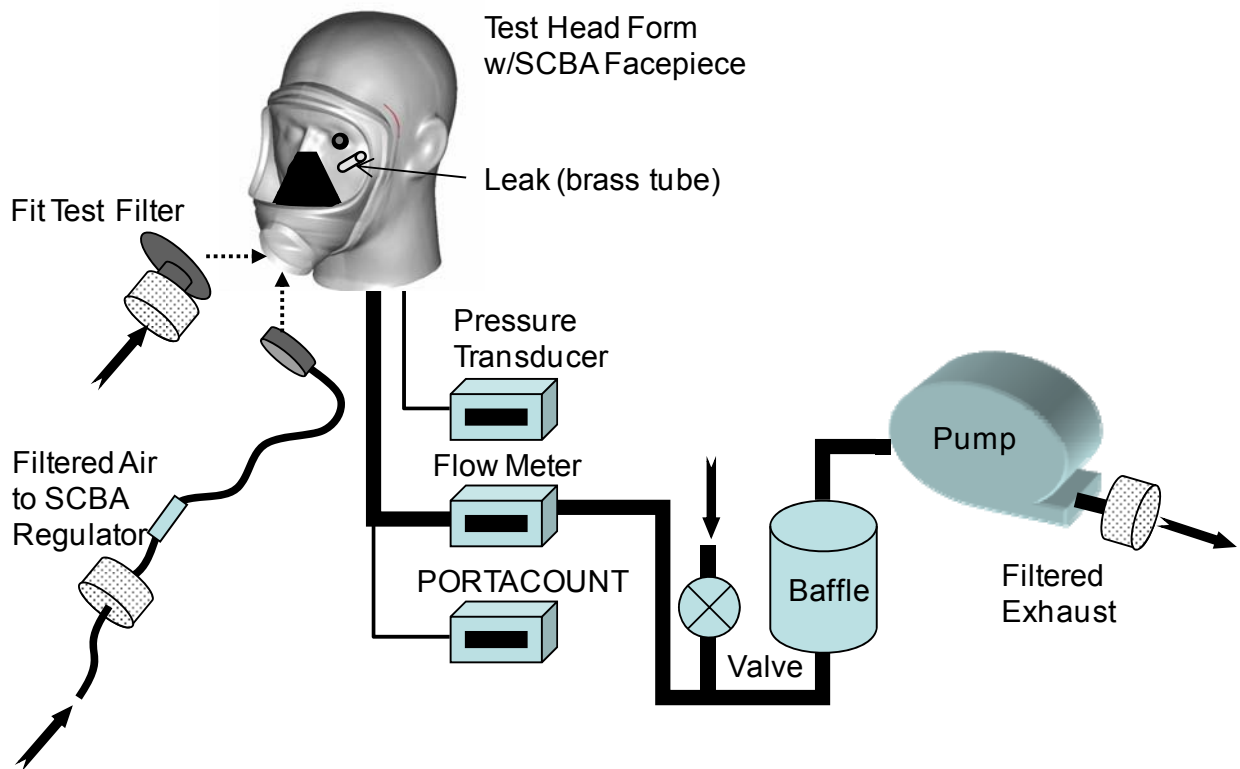 Test Head Form
w/SCBA Facepiece
Leak (brass tube)
Fit Test Filter
Pressure
Transducer
Pump
Filtered Air
to SCBA
Regulator
Flow Meter
PORTACOUNT
Baffle
Valve
Filtered
Exhaust